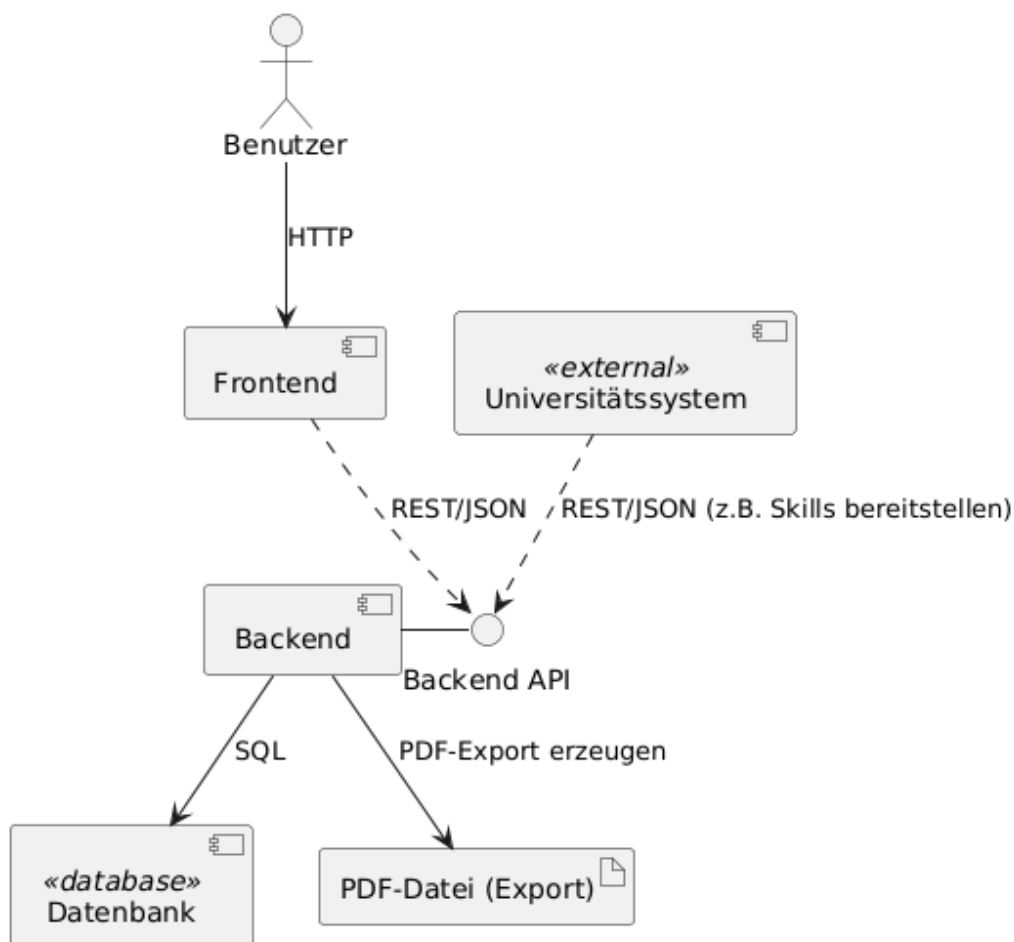 Benutzer
HTTP
Frontend
«external»
Universitätssystem
REST/JSON
REST/JSON (z.B. Skills bereitstellen)
Backend
Backend API
SQL
PDF-Export erzeugen
«database»
Datenbank
PDF-Datei (Export)